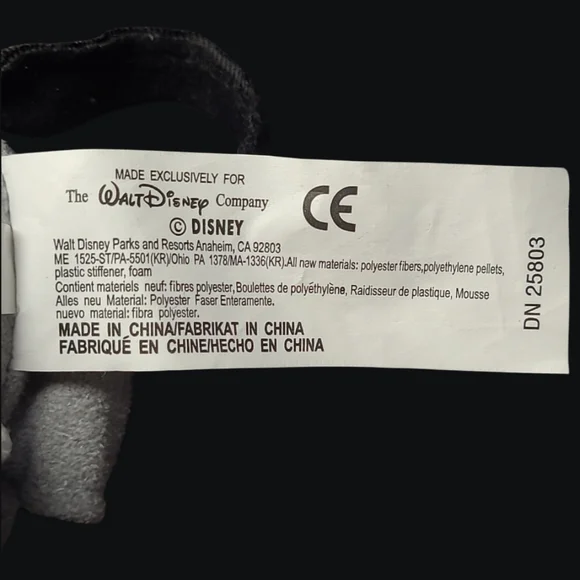 MADE EXCLUSIVELY FOR
The WALT DISNEY Company
CE
© DISNEY
Walt Disney Parks and Resorts Anaheim, CA 92803
ME 1525-ST/PA-5501(KR)/Ohio PA 1378/MA-1336(KR).All new materials: polyester fibers,polyethylene pellets,
plastic stiffener, foam
Contient materiels neuf: fibres polyester,Boulettes de polyéthylène, Raidisseur de plastique, Mousse
Alles neu Material: Polyester Faser Enteramente.
nuevo material: fibra polyester.
MADE IN CHINA/FABRIKAT IN CHINA
FABRIQUÉ EN CHINE/HECHO EN CHINA
DN 25803